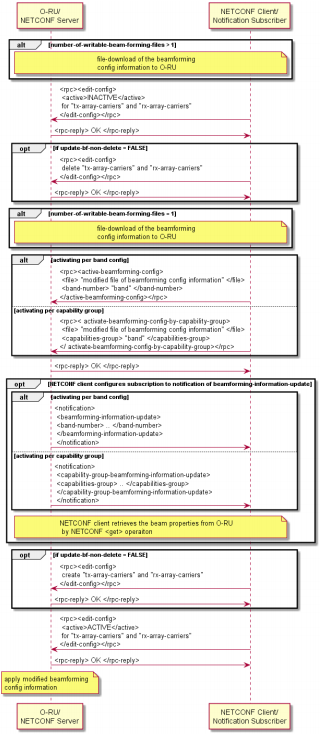 O-RU/
NETCONF Server
NETCONF Client/
Notification Subscriber
alt
[number-of-writable-beam-forming-files > 1]
file-download of the beamforming
config information to O-RU
<rpc><edit-config>
<active>INACTIVE</active>
for "tx-array-carriers" and "rx-array-carriers"
</edit-config></rpc>
<rpc-reply> OK </rpc-reply>
opt
[if update-bf-non-delete = FALSE]
<rpc><edit-config>
delete "tx-array-carriers" and "rx-array-carriers"
</edit-config></rpc>
<rpc-reply> OK </rpc-reply>
alt
[number-of-writable-beam-forming-files = 1]
file-download of the beamforming
config information to O-RU
alt
[activating per band config]
<rpc><active-beamforming-config>
<file> "modified file of beamforming config information" </file>
<band-number> "band" </band-number>
</active-beamforming-config></rpc>
[activating per capability group]
<rpc>< activate-beamforming-config-by-capability-group>
<file> "modified file of beamforming config information" </file>
<capabilities-group> "band" </capabilities-group>
</ activate-beamforming-config-by-capability-group></rpc>
<rpc-reply> OK </rpc-reply>
opt
[NETCONF client configures subscription to notification of beamforming-information-update]
alt
[activating per band config]
<notification>
<beamforming-information-update>
<band-number> .. </band-number>
</beamforming-information-update>
</notification>
[activating per capability group]
<notification>
<capability-group-beamforming-information-update>
<capabilities-group> .. </capabilities-group>
</capability-group-beamforming-information-update>
</notification>
NETCONF client retrieves the beam properties from O-RU
by NETCONF <get> operaiton
opt
[if update-bf-non-delete = FALSE]
<rpc><edit-config>
create "tx-array-carriers" and "rx-array-carriers"
</edit-config></rpc>
<rpc-reply> OK </rpc-reply>
<rpc><edit-config>
<active>ACTIVE</active>
for "tx-array-carriers" and "rx-array-carriers"
</edit-config></rpc>
<rpc-reply> OK </rpc-reply>
apply modified beamforming
config information
O-RU/
NETCONF Server
NETCONF Client/
Notification Subscriber